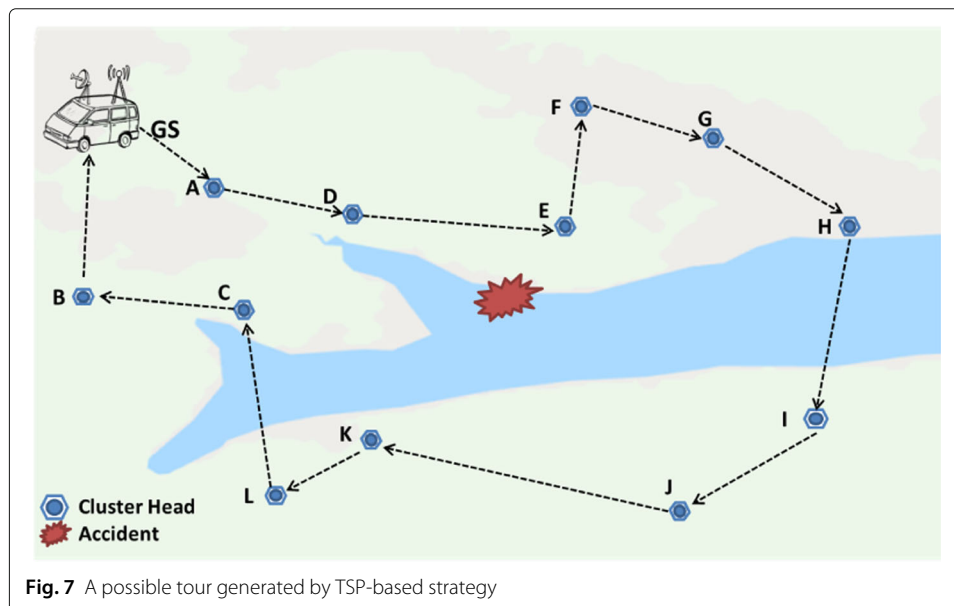 F
G
GS
A
D
E
H
B
C
I
K
L
J
Cluster Head
Accident
Fig. 7 A possible tour generated by TSP-based strategy